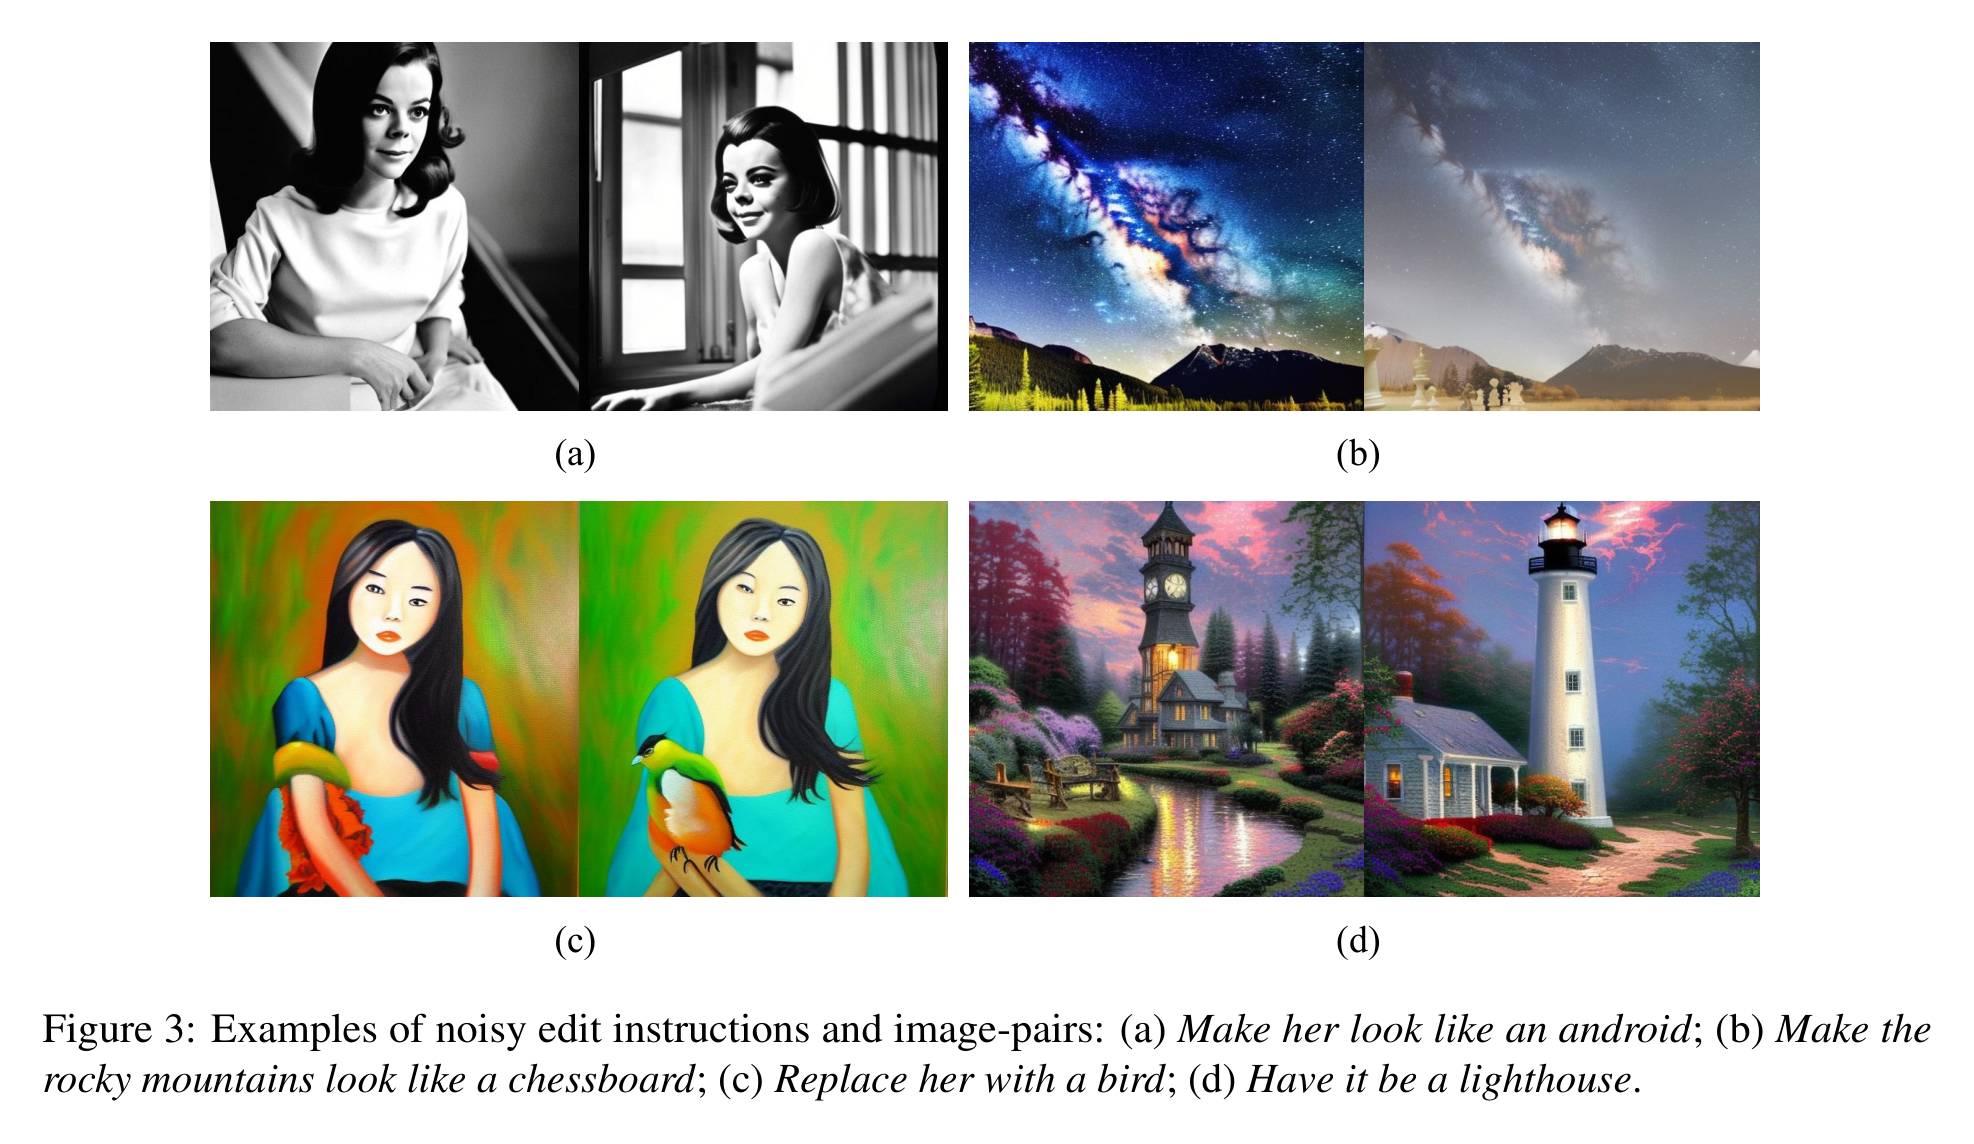 (a)
(b)
(c)
(d)
Figure 3: Examples of noisy edit instructions and image-pairs: (a) Make her look like an android; (b) Make the
rocky mountains look like a chessboard; (c) Replace her with a bird; (d) Have it be a lighthouse.